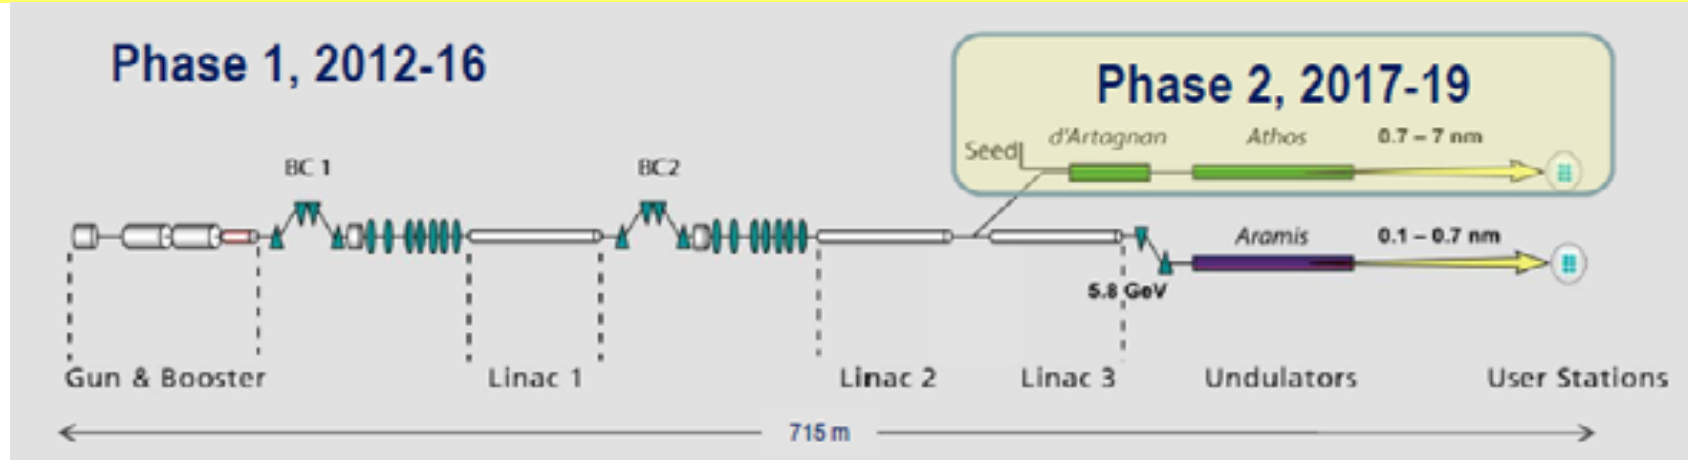 Phase 1, 2012-16
Phase 2, 2017-19
Seed
d'Artagnan
Athos
0.7 – 7 nm
BC 1
BC2
Aramis
0.1 – 0.7 nm
5.8 GeV
Gun & Booster
Linac 1
Linac 2
Linac 3
Undulators
User Stations
715 m